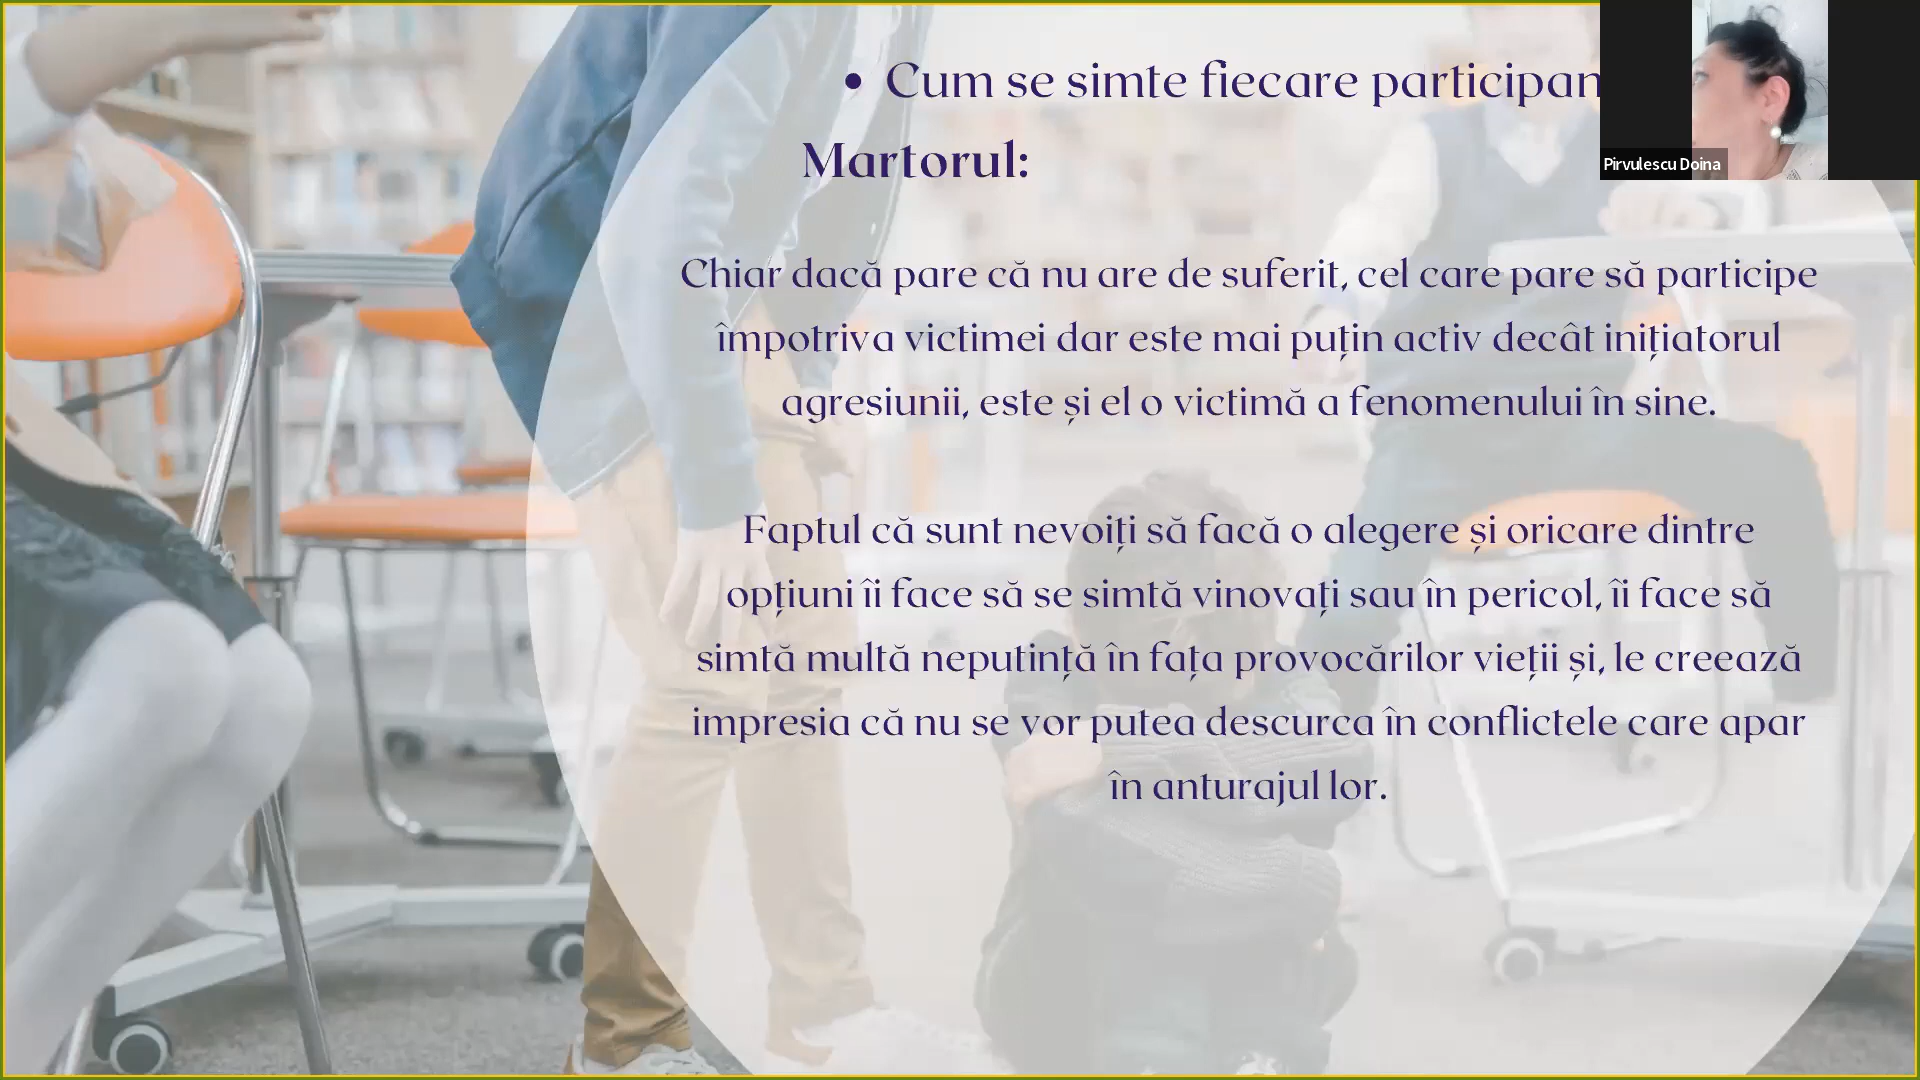 • Cum se simte fiecare participan
Pirvulescu Doina
Martorul:
Chiar dacă pare că nu are de suferit, cel care pare să participe
împotriva victimei dar este mai puțin activ decât inițiatorul
agresiunii, este și el o victimă a fenomenului în sine.
Faptul că sunt nevoiți să facă o alegere și oricare dintre
opțiuni îi face să se simtă vinovați sau în pericol, îi face să
simtă multă neputință în fața provocărilor vieții și, le creează
impresia că nu se vor putea descurca în conflictele care apar
în anturajul lor.